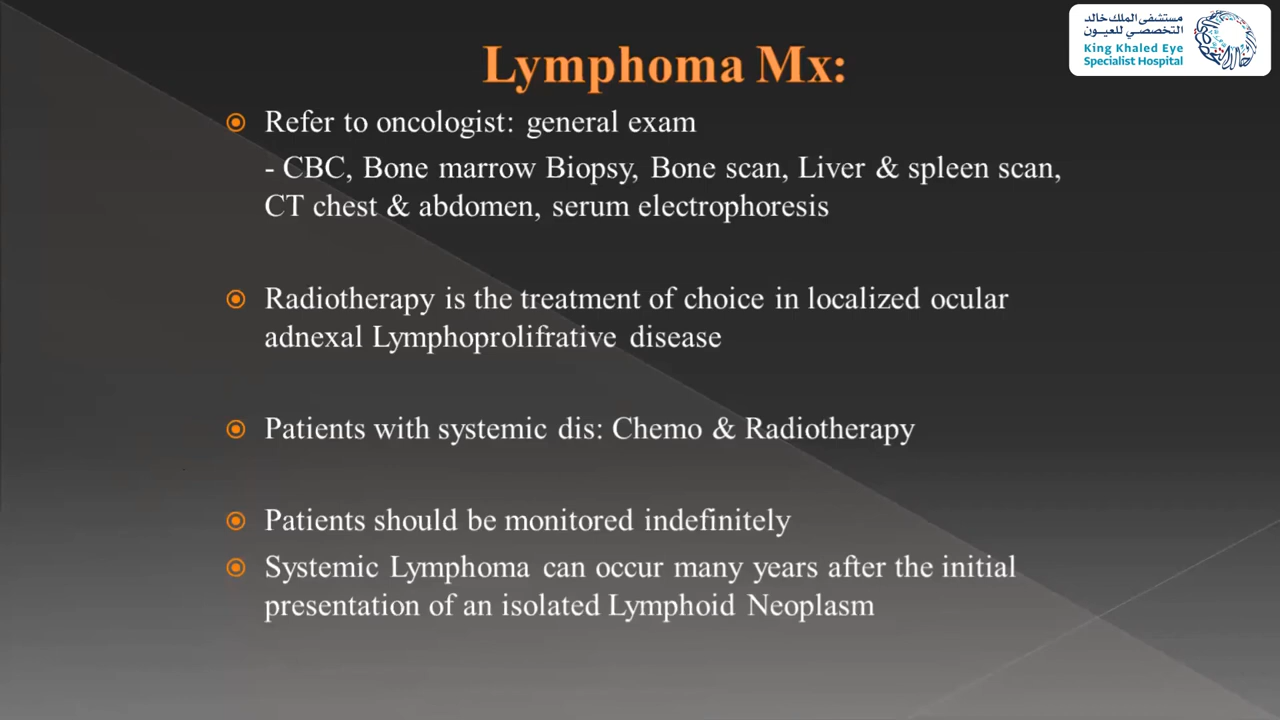 مستشفى الملك خالد
التخصصـي للعيــون
King Khaled Eye
Specialist Hospital
Lymphoma Mx:
Refer to oncologist: general exam
- CBC, Bone marrow Biopsy, Bone scan, Liver & spleen scan,
CT chest & abdomen, serum electrophoresis
Radiotherapy is the treatment of choice in localized ocular
adnexal Lymphoprolifrative disease
Patients with systemic dis: Chemo & Radiotherapy
Patients should be monitored indefinitely
Systemic Lymphoma can occur many years after the initial
presentation of an isolated Lymphoid Neoplasm